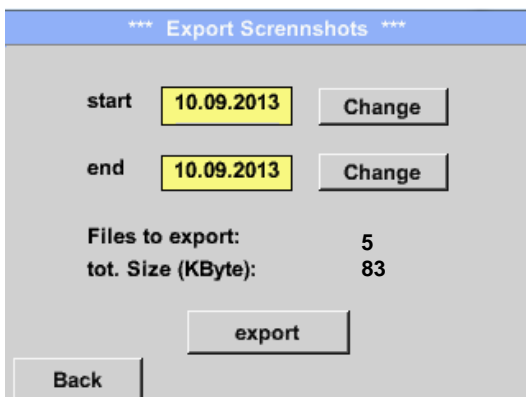 *** Export Scrennshots ***
start 10.09.2013 Change
end 10.09.2013 Change
Files to export: 5
tot. Size (KByte): 83
export
Back